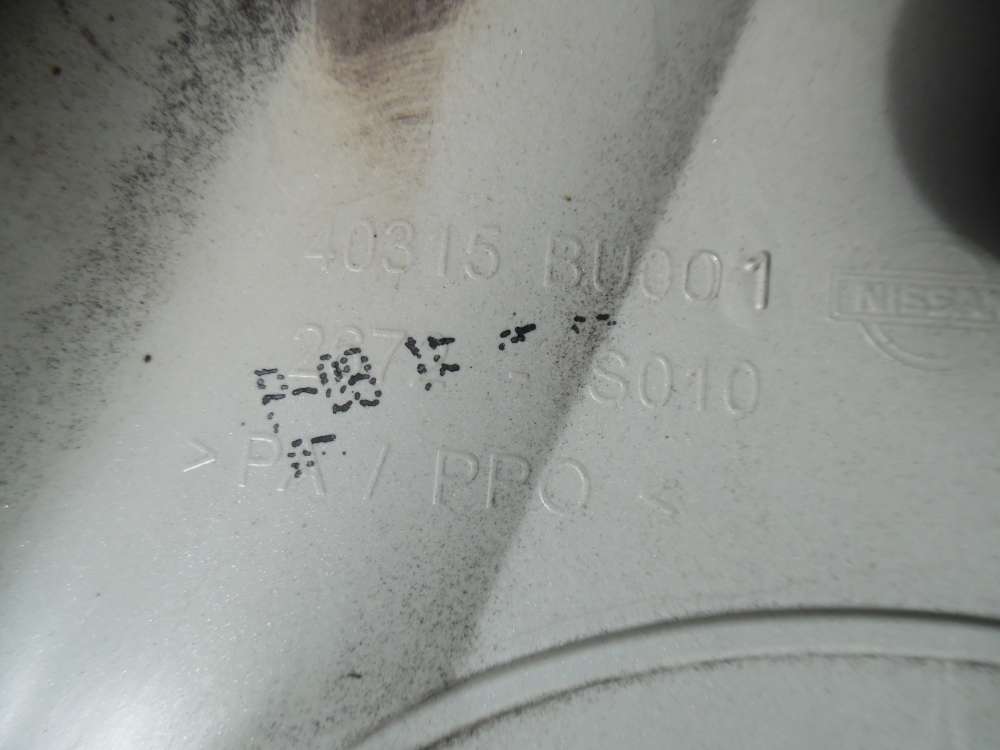 40315 BU001
NISSAN
S010
> PA / PPO <